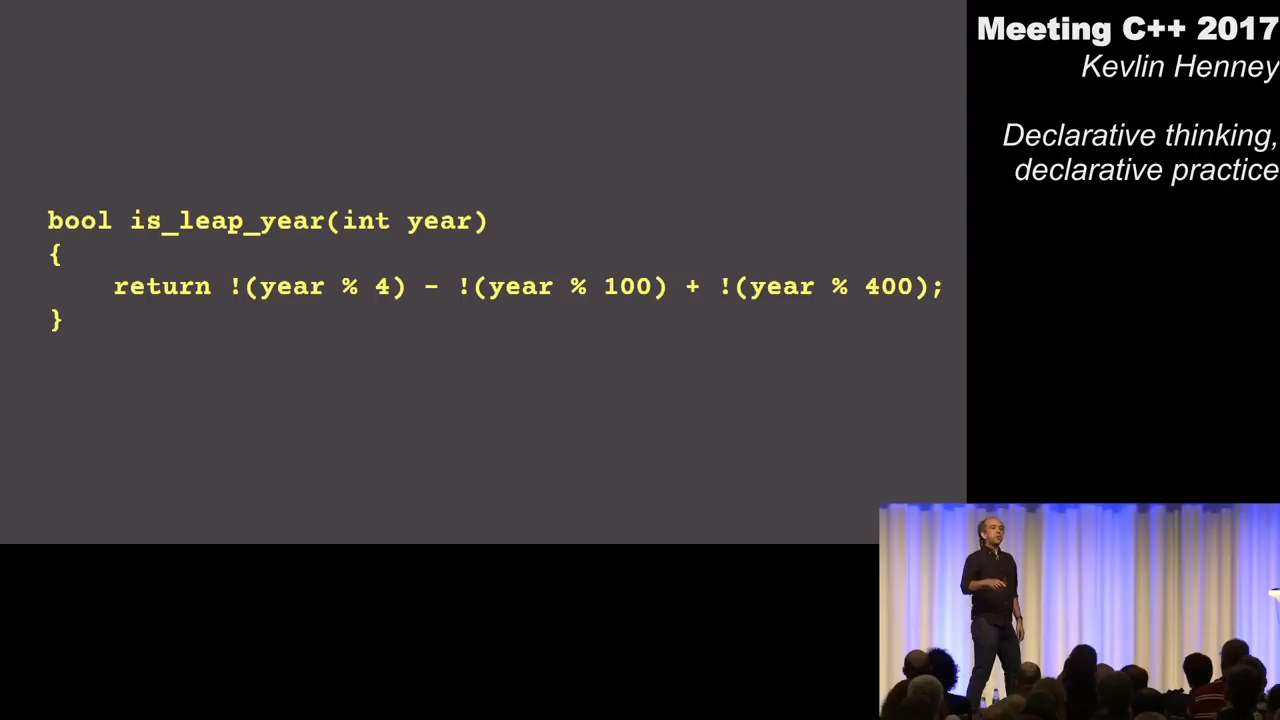 bool is_leap_year(int year)
{
    return !(year % 4) - !(year % 100) + !(year % 400);
}
Meeting C++ 2017
Kevlin Henney
Declarative thinking,
declarative practice